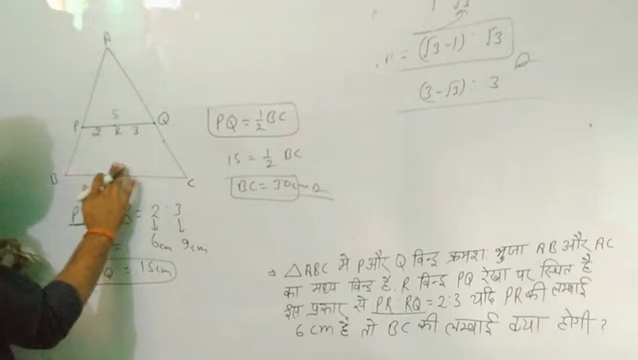 = (√3-1) : √3
(3-√3) : 3
A
5
P Q
2 R 3
B C
PQ = 1/2 BC
15 = 1/2 BC
BC = 30cm
P = 2 : 3
6cm 9cm
Q = 15cm
⇒ △ABC मे P और Q बिन्दु क्रमशः भुजा AB और AC
का मध्य बिन्दु है. R बिन्दु PQ रेखा पर स्थित है
इस प्रकार से PR RQ = 2:3 यदि PR की लम्बाई
6cm है तो BC की लम्बाई क्या होगी ?